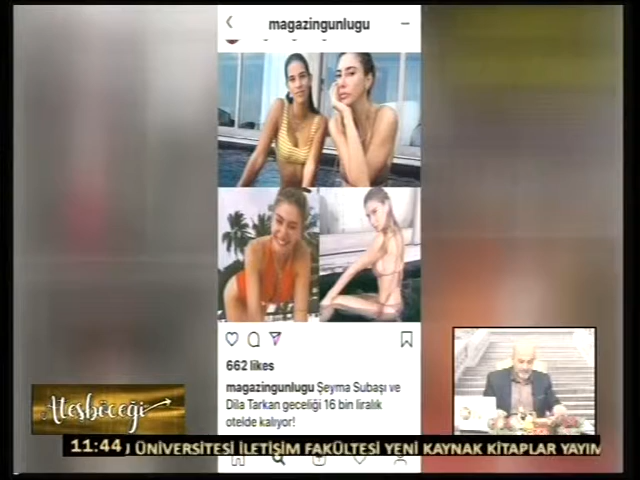 magazingunlugu
662 likes
magazingunlugu Şeyma Subaşı ve
Dila Tarkan geceliği 16 bin liralık
otelde kalıyor!
Ateşböceği
11:44 ÜNİVERSİTESİ İLETİŞİM FAKÜLTESİ YENİ KAYNAK KİTAPLAR YAYIM